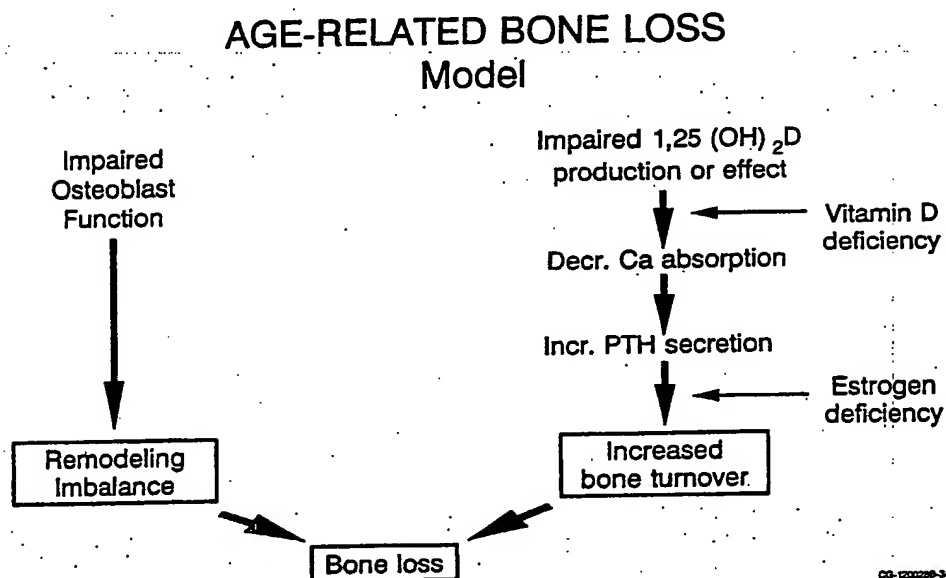 AGE-RELATED BONE LOSS
Model
Impaired
Osteoblast
Function
Impaired 1,25 (OH) 2D
production or effect
Vitamin D
deficiency
Decr. Ca absorption
Incr. PTH secretion
Estrogen
deficiency
Remodeling
Imbalance
Increased
bone turnover
Bone loss